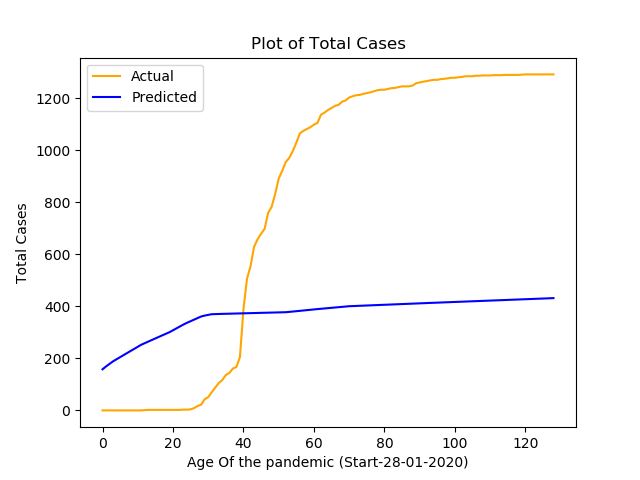 Plot of Total Cases
Actual
Predicted
1200
1000
800
600
400
200
0
Total Cases
0 20 40 60 80 100 120
Age Of the pandemic (Start-28-01-2020)